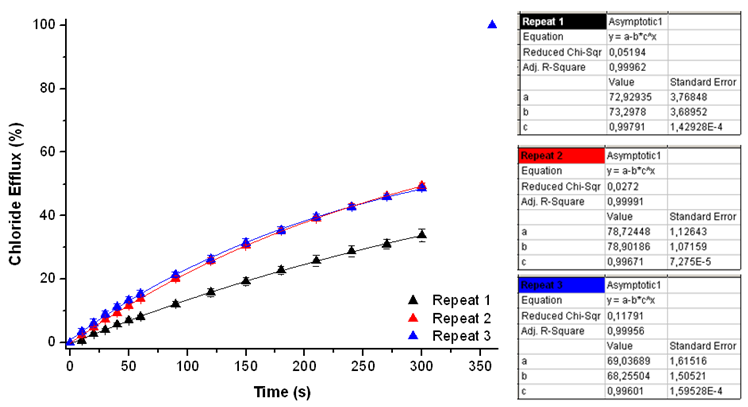 Chloride Efflux (%)
100
80
60
40
20
0
0
50
100
150
200
250
300
350
Time (s)
Repeat 1
Repeat 2
Repeat 3
Repeat 1 Asymptotic1
Equation y = a-b*c^x
Reduced Chi-Sqr 0,05194
Adj. R-Square 0,99962
Value Standard Error
a 72,92935 3,76848
b 73,2978 3,68952
c 0,99791 1,42928E-4
Repeat 2 Asymptotic1
Equation y = a-b*c^x
Reduced Chi-Sqr 0,0272
Adj. R-Square 0,99991
Value Standard Error
a 78,72448 1,12643
b 78,90186 1,07159
c 0,99671 7,275E-5
Repeat 3 Asymptotic1
Equation y = a-b*c^x
Reduced Chi-Sqr 0,11791
Adj. R-Square 0,99956
Value Standard Error
a 69,03689 1,61516
b 68,25504 1,50521
c 0,99601 1,59528E-4